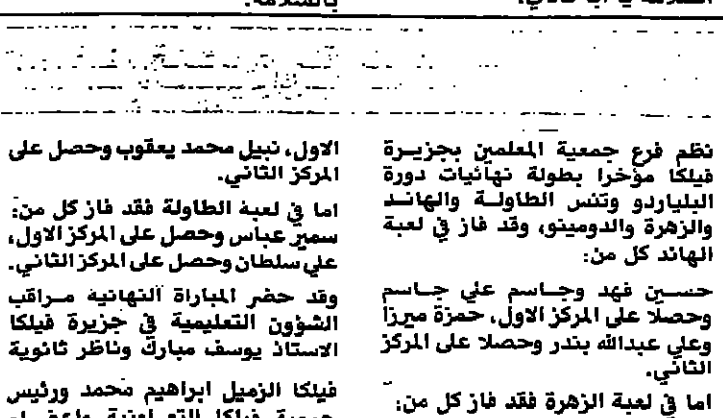 بالسلامة.
نظم فرع جمعية المعلمين بجزيرة
فيلكا مؤخرا بطولة نهائيات دورة
البلياردو وتنس الطاولة والهاند
والزهرة والدومينو، وقد فاز في لعبة
الهاند كل من:
حسين فهد وجاسم علي جاسم
وحصلا على المركز الاول، حمزة ميرزا
وعلي عبدالله بندر وحصلا على المركز
الثاني.
اما في لعبة الزهرة فقد فاز كل من:
الاول، نبيل محمد يعقوب وحصل على
المركز الثاني.
اما في لعبة الطاولة فقد فاز كل من:
سمير عباس وحصل على المركز الاول،
علي سلطان وحصل على المركز الثاني.
وقد حضر المباراة النهائية مراقب
الشؤون التعليمية في جزيرة فيلكا
الاستاذ يوسف مبارك وناظر ثانوية
فيلكا الزميل ابراهيم محمد ورئيس
جمعية فيلكا التعاونية